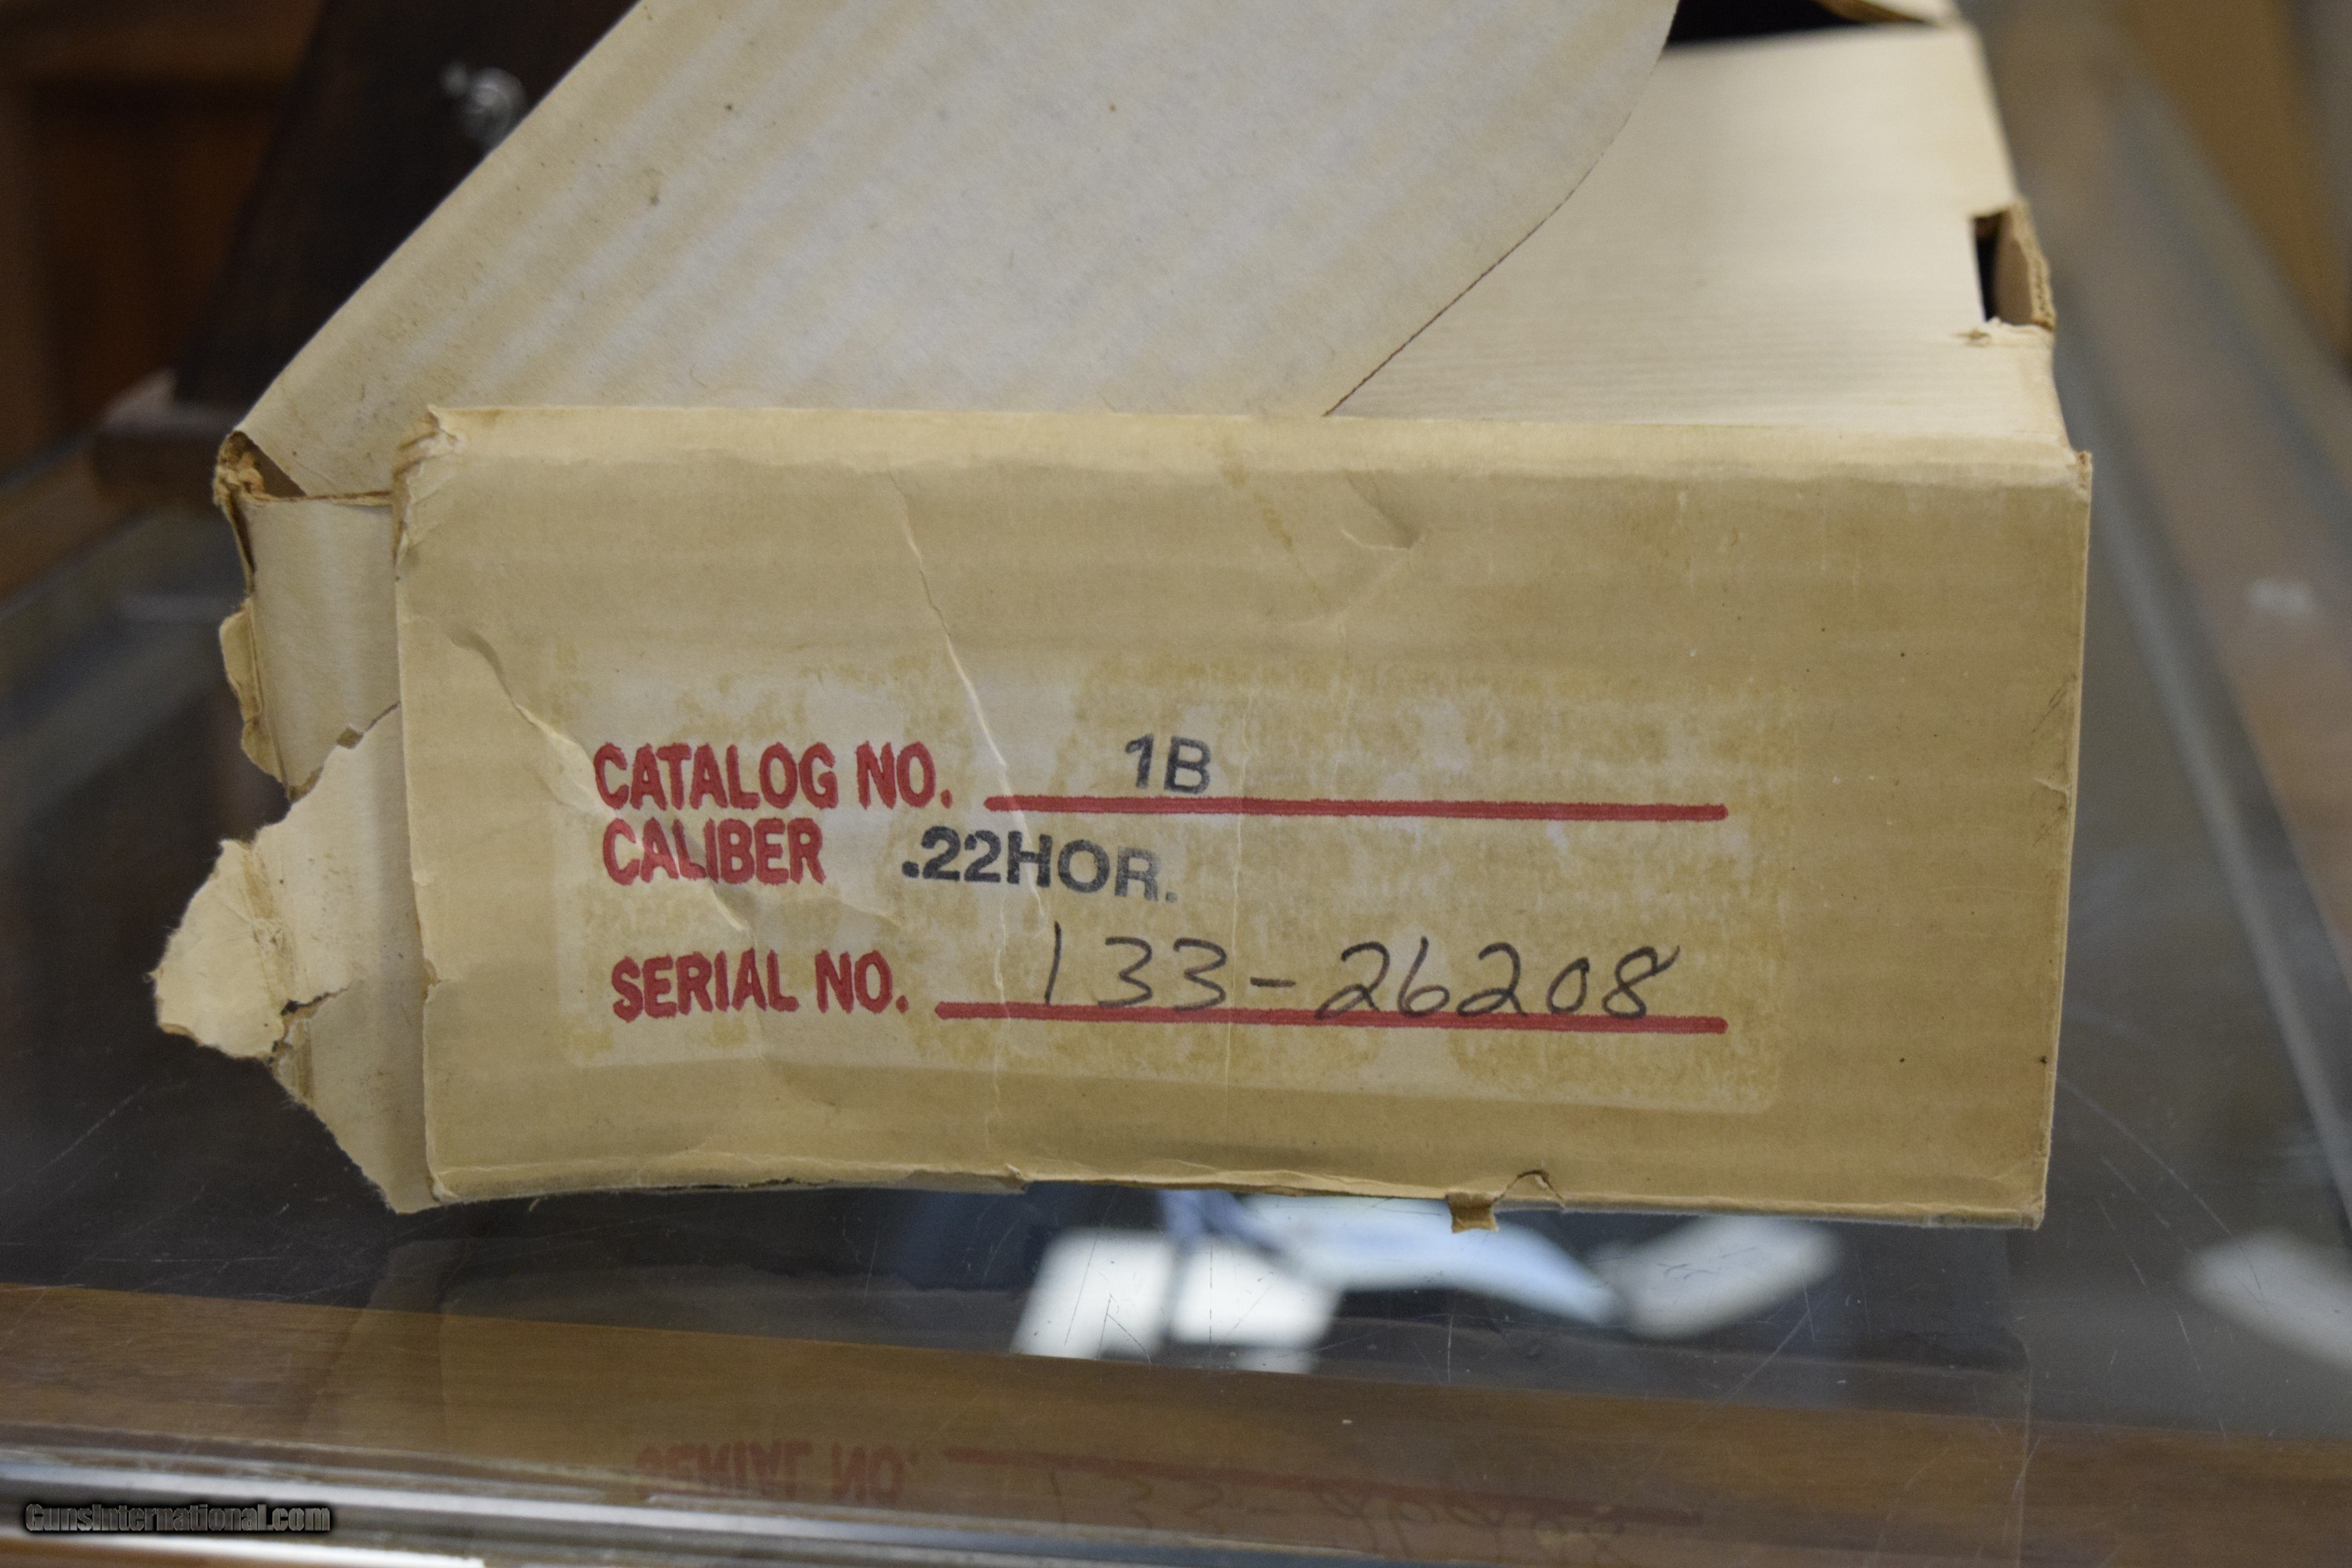 CATALOG NO. 1B
CALIBER .22HOR.
SERIAL NO. 133-26208
GunsInternational.com